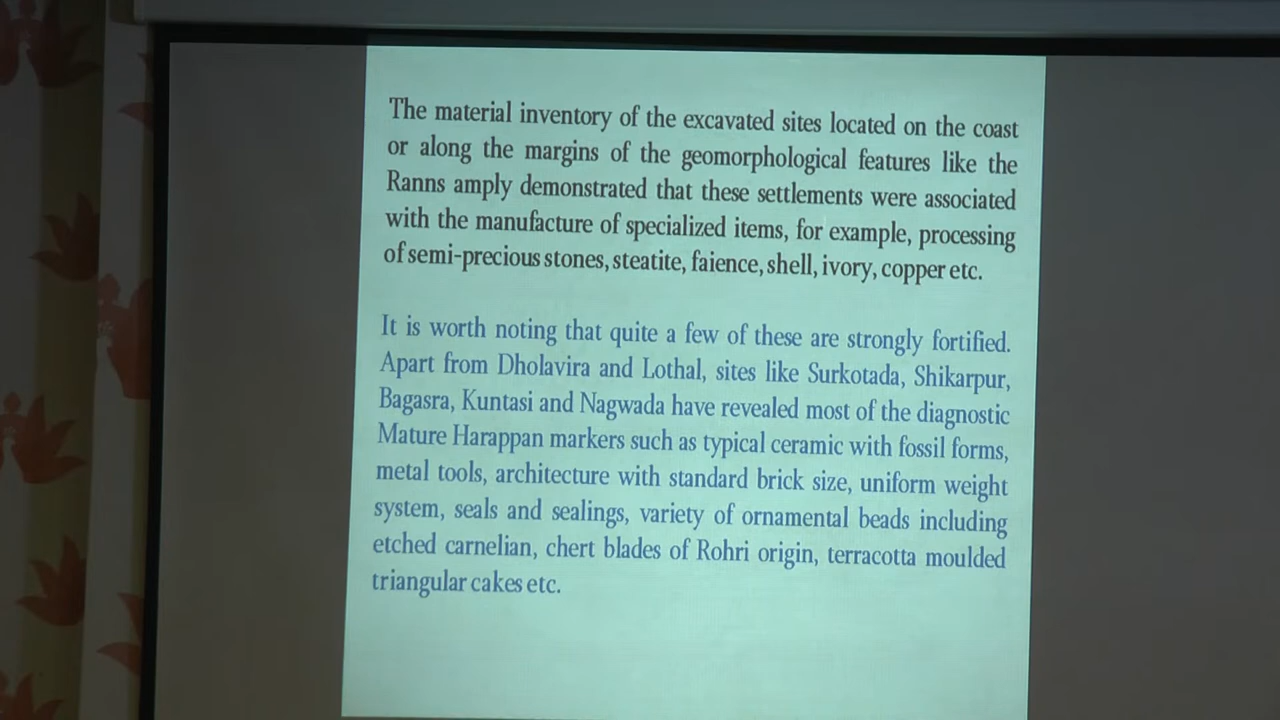 The material inventory of the excavated sites located on the coast
or along the margins of the geomorphological features like the
Ranns amply demonstrated that these settlements were associated
with the manufacture of specialized items, for example, processing
of semi-precious stones, steatite, faience, shell, ivory, copper etc.
It is worth noting that quite a few of these are strongly fortified.
Apart from Dholavira and Lothal, sites like Surkotada, Shikarpur,
Bagasra, Kuntasi and Nagwada have revealed most of the diagnostic
Mature Harappan markers such as typical ceramic with fossil forms,
metal tools, architecture with standard brick size, uniform weight
system, seals and sealings, variety of ornamental beads including
etched carnelian, chert blades of Rohri origin, terracotta moulded
triangular cakes etc.